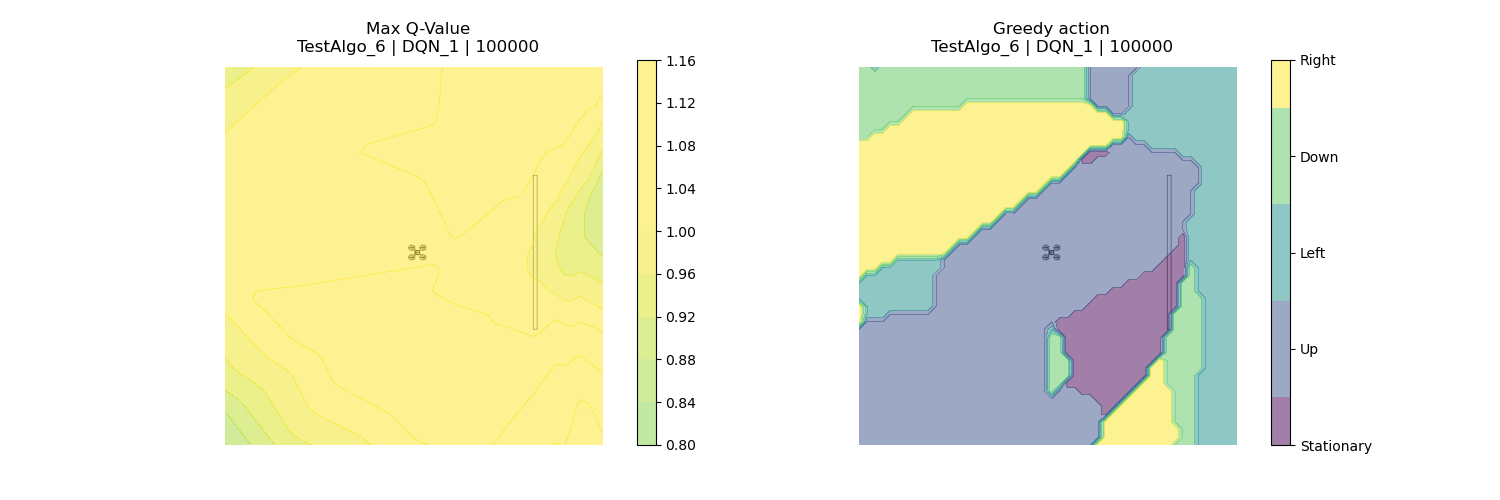 Max Q-Value
TestAlgo_6 | DQN_1 | 100000
1.16
1.12
1.08
1.04
1.00
0.96
0.92
0.88
0.84
0.80
Greedy action
TestAlgo_6 | DQN_1 | 100000
Right
Down
Left
Up
Stationary